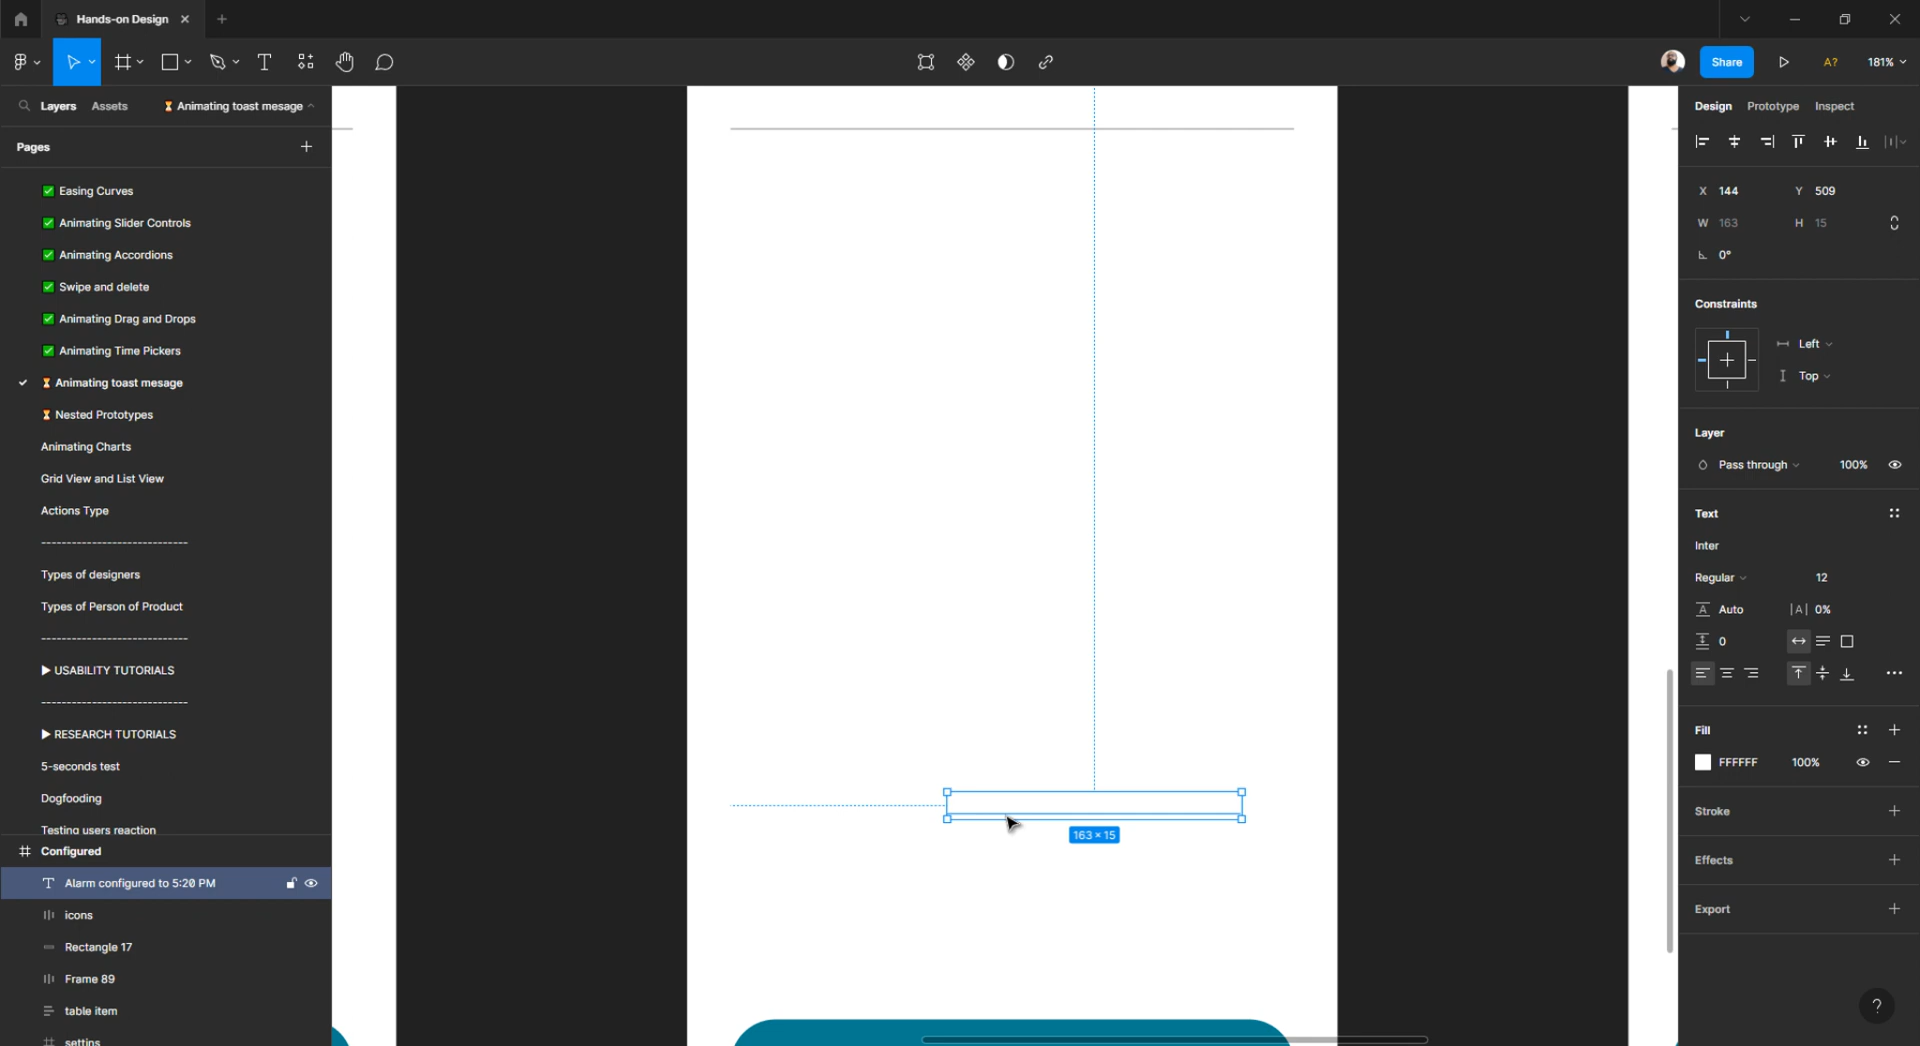 Hands-on Design
Share
A?
181%
Layers
Assets
⏳ Animating toast mesage
Pages
✅ Easing Curves
✅ Animating Slider Controls
✅ Animating Accordions
✅ Swipe and delete
✅ Animating Drag and Drops
✅ Animating Time Pickers
⏳ Animating toast mesage
⏳ Nested Prototypes
Animating Charts
Grid View and List View
Actions Type
-----------------------------
Types of designers
Types of Person of Product
-----------------------------
▶ USABILITY TUTORIALS
-----------------------------
▶ RESEARCH TUTORIALS
5-seconds test
Dogfooding
Testing users reaction
Configured
Alarm configured to 5:20 PM
icons
Rectangle 17
Frame 89
table item
settins
163 × 15
Design Prototype Inspect
X 144 Y 509
W 163 H 15
0°
Constraints
Left
Top
Layer
Pass through 100%
Text
Inter
Regular 12
Auto |A| 0%
0
Fill
FFFFFF 100%
Stroke
Effects
Export
?